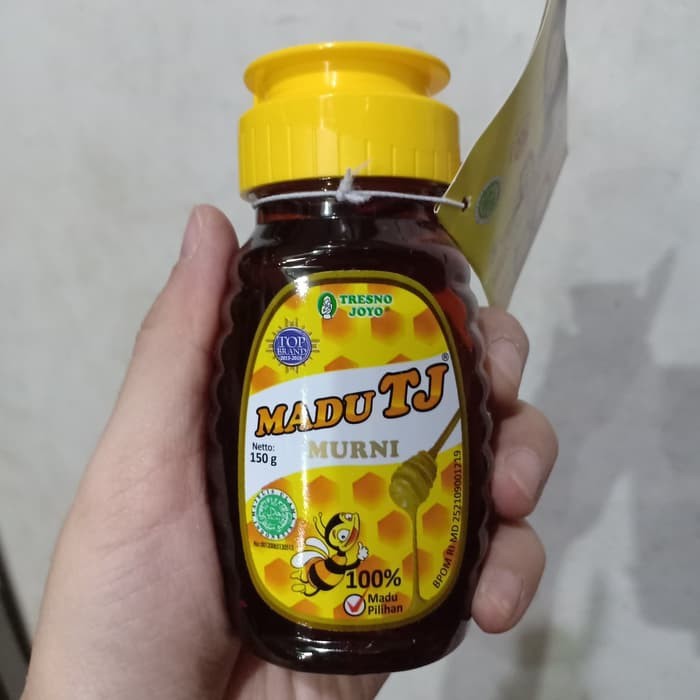 TRESNO
JOYO
TOP
BRAND
MADU TJ®
MURNI
Netto:
150 g
100%
Madu
Pilihan
BPOM RI MD 252109001219